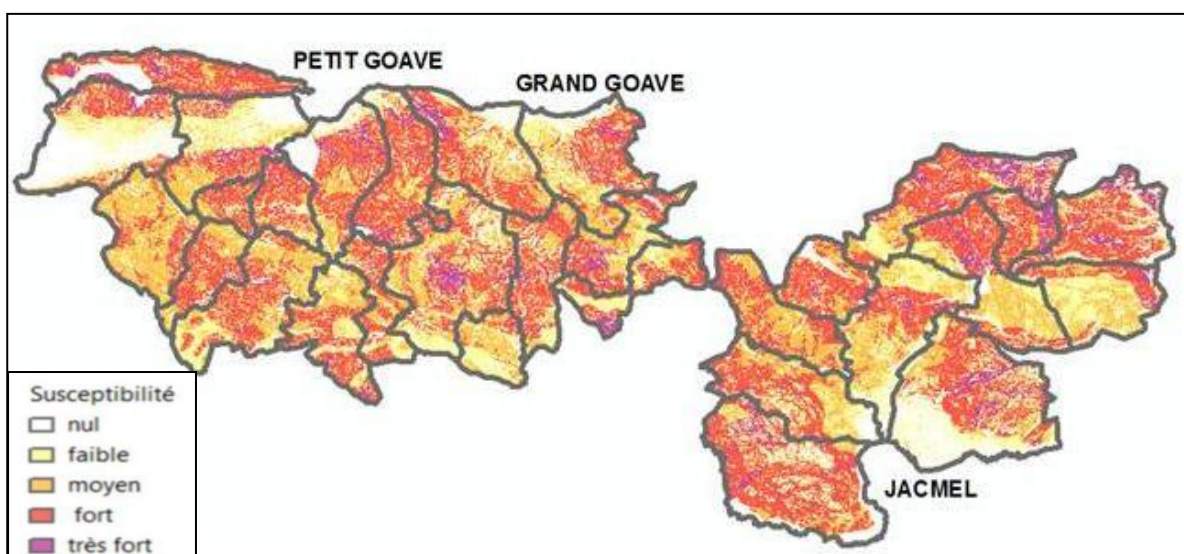 PETIT GOAVE
GRAND GOAVE
JACMEL
Susceptibilité
nul
faible
moyen
fort
très fort